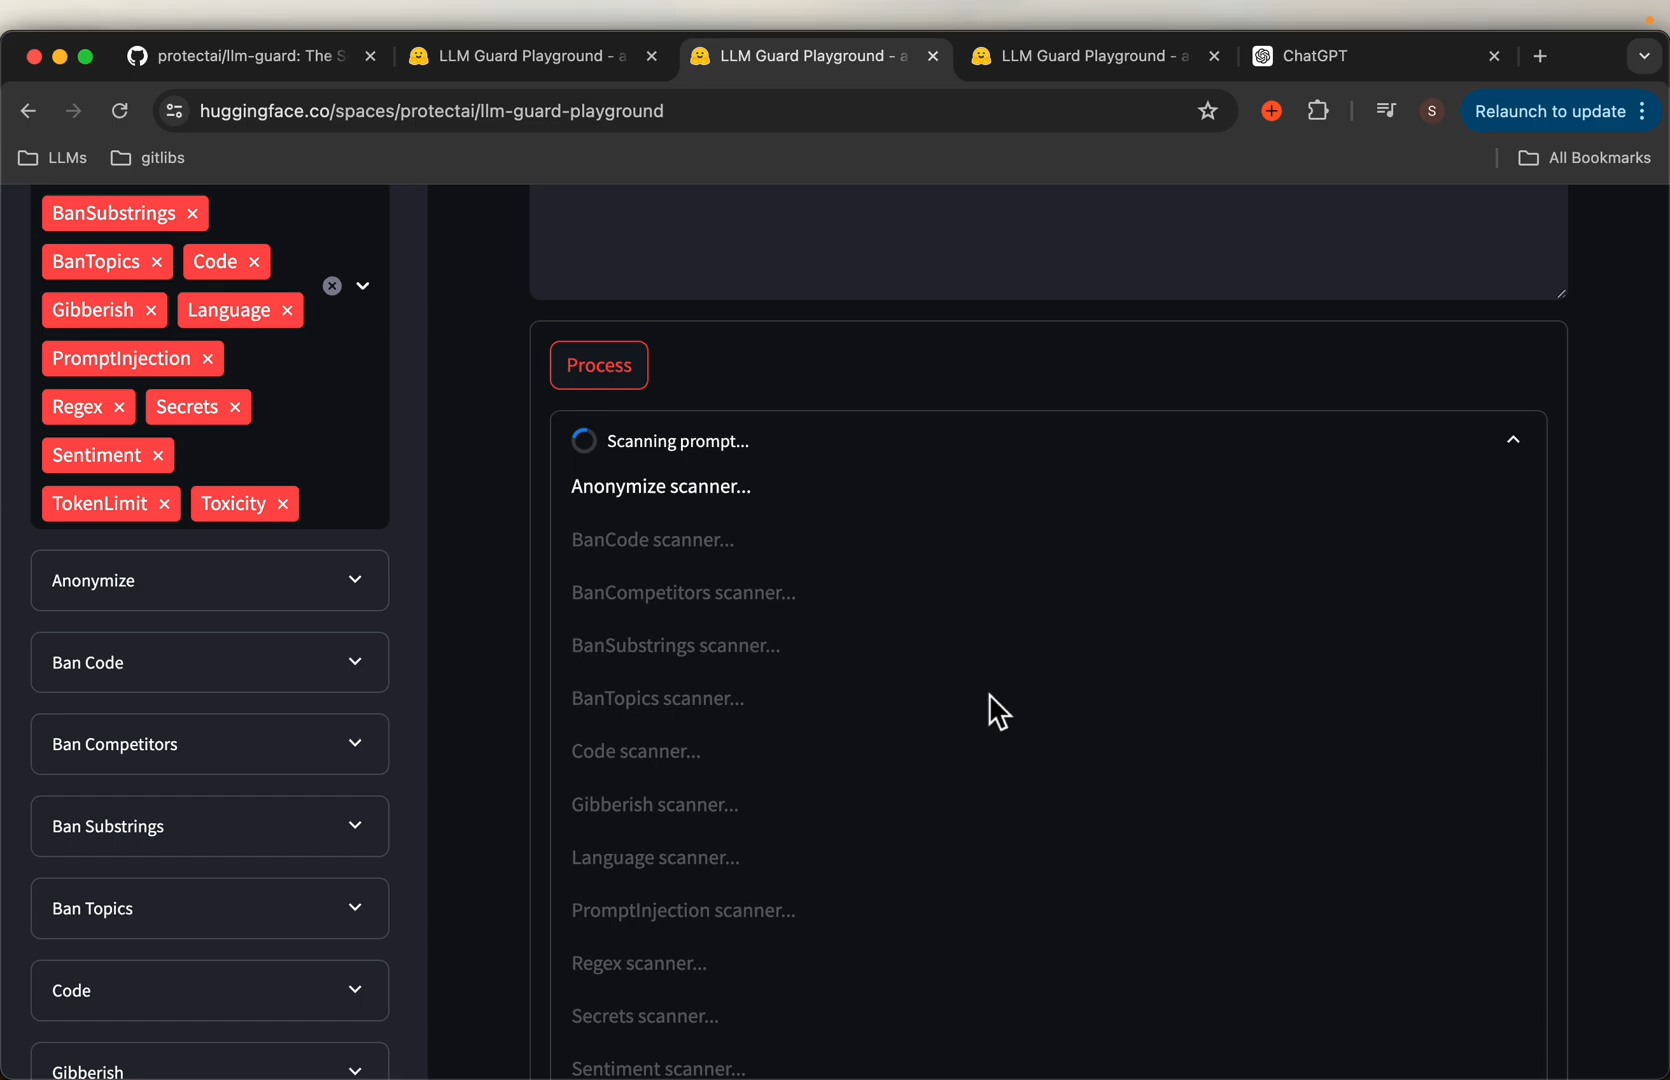 protectai/llm-guard: The S
LLM Guard Playground - a
LLM Guard Playground - a
LLM Guard Playground - a
ChatGPT
huggingface.co/spaces/protectai/llm-guard-playground
S
Relaunch to update
LLMs
gitlibs
All Bookmarks
BanSubstrings
BanTopics
Code
Gibberish
Language
PromptInjection
Regex
Secrets
Sentiment
TokenLimit
Toxicity
Anonymize
Ban Code
Ban Competitors
Ban Substrings
Ban Topics
Code
Gibberish
Process
Scanning prompt...
Anonymize scanner...
BanCode scanner...
BanCompetitors scanner...
BanSubstrings scanner...
BanTopics scanner...
Code scanner...
Gibberish scanner...
Language scanner...
PromptInjection scanner...
Regex scanner...
Secrets scanner...
Sentiment scanner...